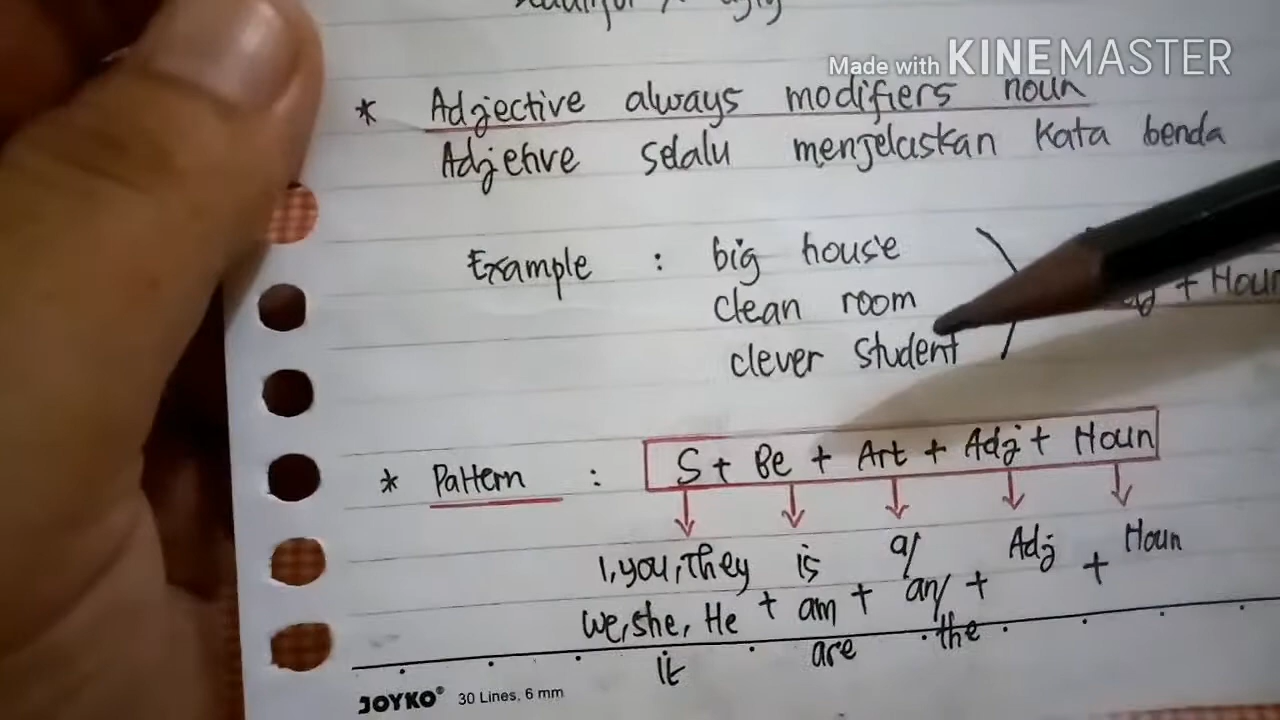 Made with KINEMASTER
* Adjective always modifiers noun
Adjetive selalu menjelaskan kata benda
Example : big house
clean room + Noun
clever student
* Pattern : S + Be + Art + Adj + Noun
I, you, They is a/ Adj Noun
we, she, He + am + an/ + +
it are the
JOYKO® 30 Lines, 6 mm